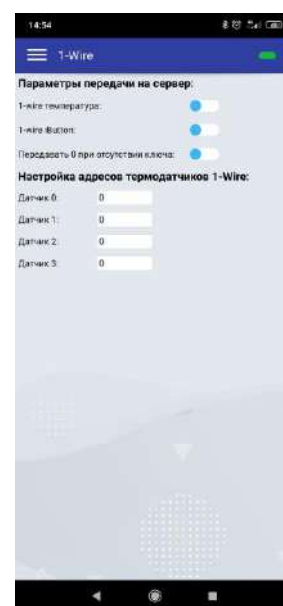 14:54
1-Wire
Параметры передачи на сервер:
1-wire температура:
1-wire iButton:
Передавать 0 при отсутствии ключа:
Настройка адресов термодатчиков 1-Wire:
Датчик 0: 0
Датчик 1: 0
Датчик 2: 0
Датчик 3: 0